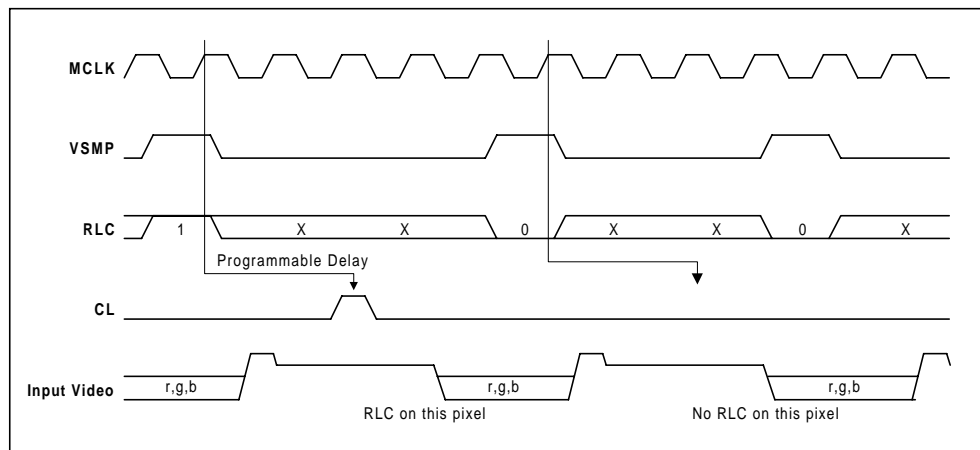 MCLK
VSMP
RLC
1 X X 0 X X 0 X
Programmable Delay
CL
Input Video
r,g,b r,g,b r,g,b
RLC on this pixel No RLC on this pixel